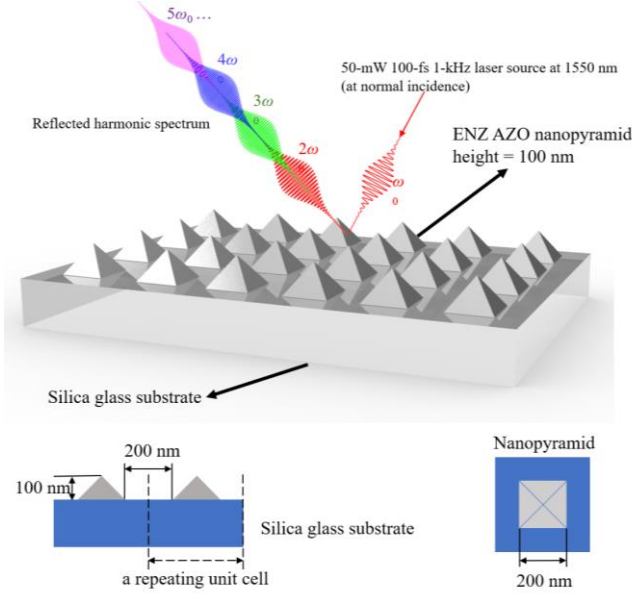 5ω₀ ...
4ω
3ω
2ω
ω
0
50-mW 100-fs 1-kHz laser source at 1550 nm
(at normal incidence)
Reflected harmonic spectrum
ENZ AZO nanopyramid
height = 100 nm
Silica glass substrate
200 nm
100 nm
Silica glass substrate
a repeating unit cell
Nanopyramid
200 nm